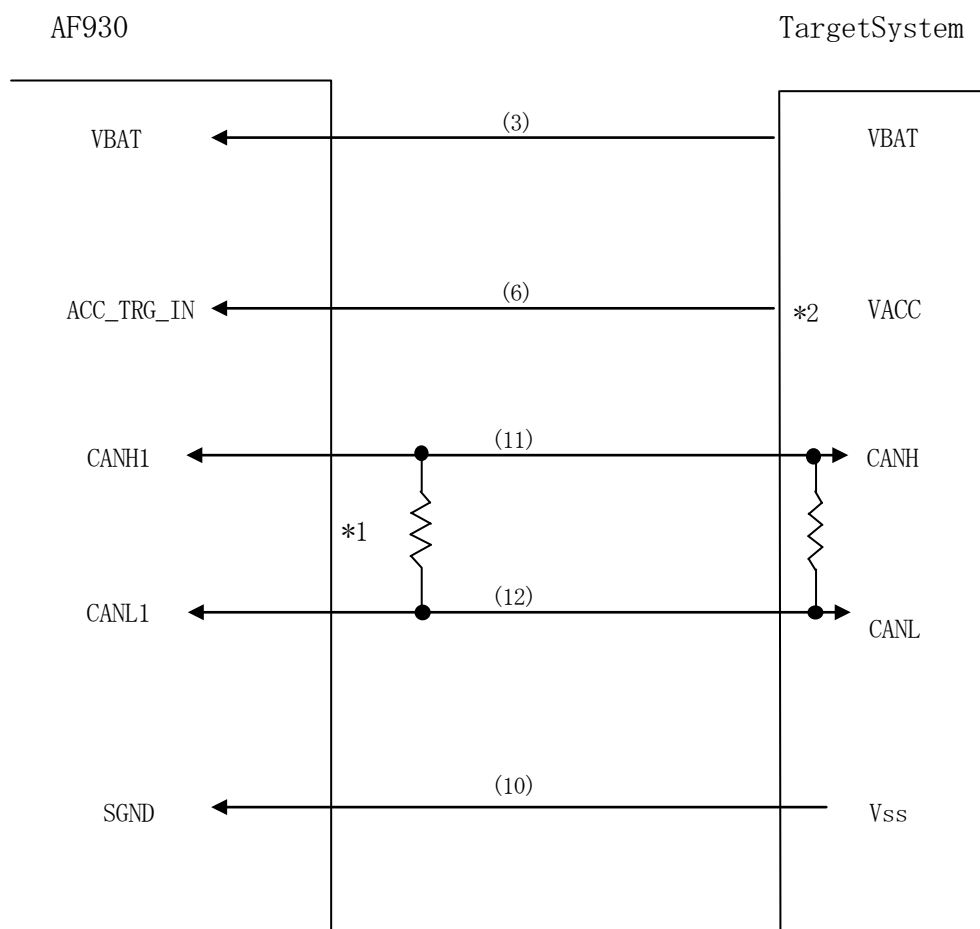 AF930 TargetSystem
VBAT (3) VBAT
ACC_TRG_IN (6) *2 VACC
CANH1 (11) CANH
*1
CANL1 (12) CANL
SGND (10) Vss